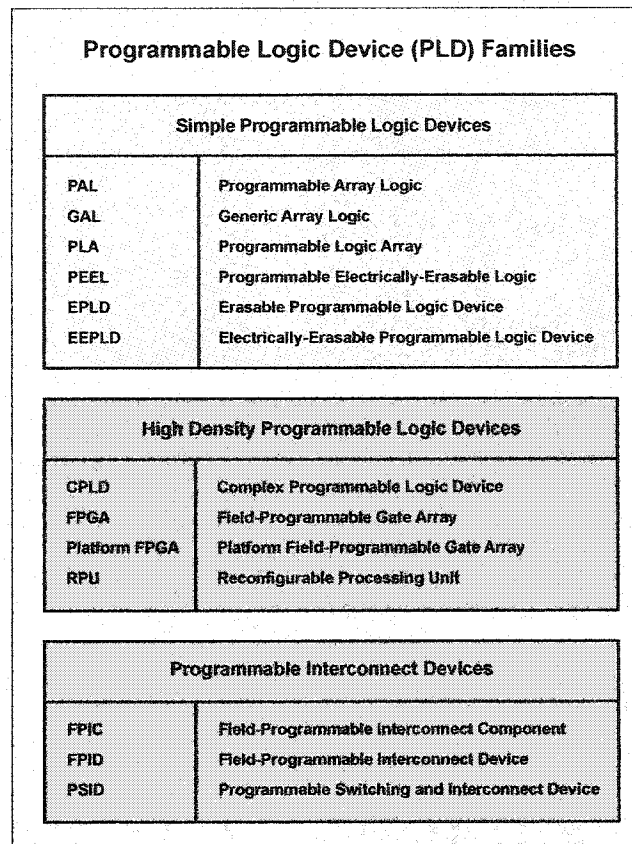 Programmable Logic Device (PLD) Families
Simple Programmable Logic Devices
PAL Programmable Array Logic
GAL Generic Array Logic
PLA Programmable Logic Array
PEEL Programmable Electrically-Erasable Logic
EPLD Erasable Programmable Logic Device
EEPLD Electrically-Erasable Programmable Logic Device
High Density Programmable Logic Devices
CPLD Complex Programmable Logic Device
FPGA Field-Programmable Gate Array
Platform FPGA Platform Field-Programmable Gate Array
RPU Reconfigurable Processing Unit
Programmable Interconnect Devices
FPIC Field-Programmable Interconnect Component
FPID Field-Programmable Interconnect Device
PSID Programmable Switching and Interconnect Device